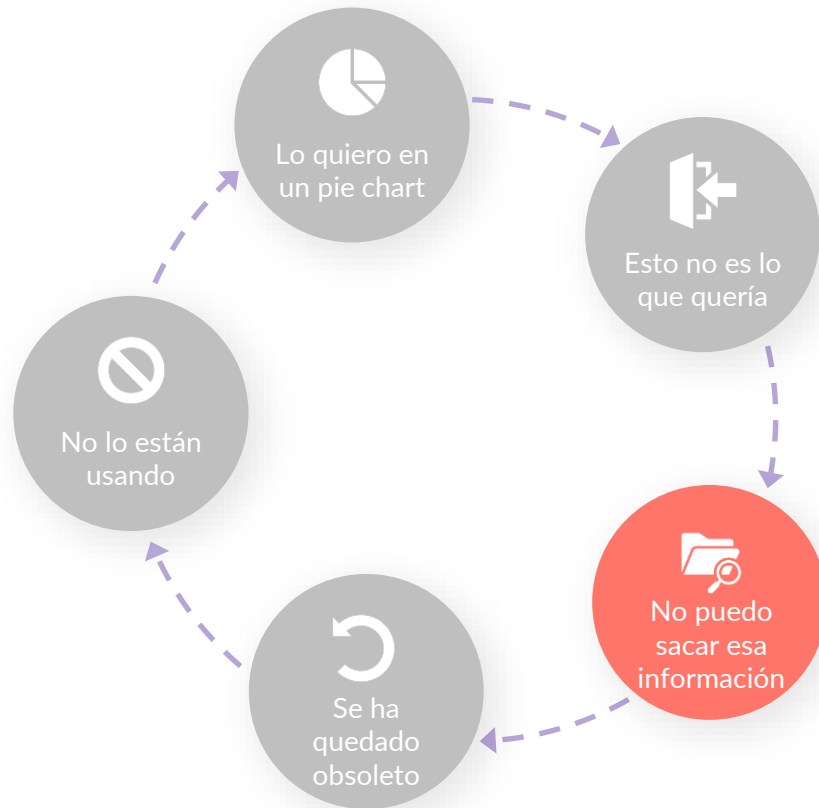 Lo quiero en
un pie chart
Esto no es lo
que quería
No puedo
sacar esa
información
Se ha
quedado
obsoleto
No lo están
usando